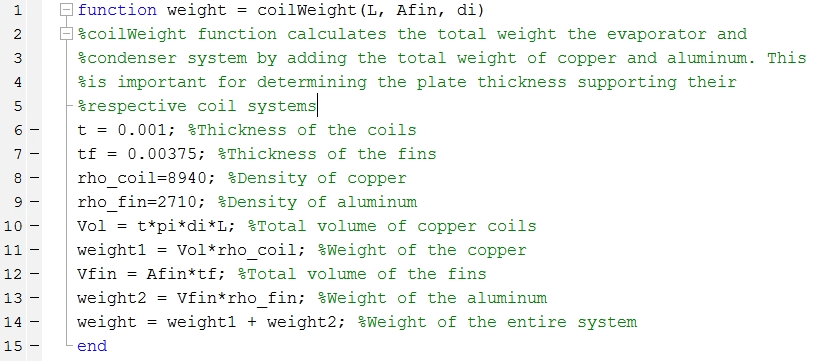 1 function weight = coilWeight(L, Afin, di)
2 %coilWeight function calculates the total weight the evaporator and
3 %condenser system by adding the total weight of copper and aluminum. This
4 %is important for determining the plate thickness supporting their
5 %respective coil systems
6 – t = 0.001; %Thickness of the coils
7 – tf = 0.00375; %Thickness of the fins
8 – rho_coil=8940; %Density of copper
9 – rho_fin=2710; %Density of aluminum
10 – Vol = t*pi*di*L; %Total volume of copper coils
11 – weight1 = Vol*rho_coil; %Weight of the copper
12 – Vfin = Afin*tf; %Total volume of the fins
13 – weight2 = Vfin*rho_fin; %Weight of the aluminum
14 – weight = weight1 + weight2; %Weight of the entire system
15 – end